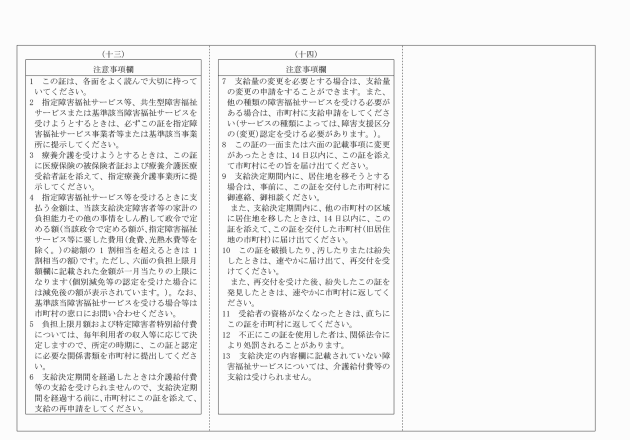 (十三)
注意事項欄
1　この証は、各面をよく読んで大切に持って
いてください。
2　指定障害福祉サービス等、共生型障害福祉
サービスまたは基準該当障害福祉サービスを
受けようとするときは、必ずこの証を指定障
害福祉サービス事業者等または基準該当事業
所に提示してください。
3　療養介護を受けようとするときは、この証
に医療保険の被保険者証および療養介護医療
受給者証を添えて、指定療養介護事業所に提
示してください。
4　指定障害福祉サービス等を受けるときに支
払う金額は、当該支給決定障害者等の家計の
負担能力その他の事情をしん酌して政令で定
める額(当該政令で定める額が、指定障害福祉
サービス等に要した費用(食費、光熱水費等を
除く。)の総額の１割相当を超えるときは１
割相当の額)です。ただし、六面の負担上限月
額欄に記載された金額が一月当たりの上限に
なります(個別減免等の認定を受けた場合に
は減免後の額が表示されています。)。なお、
基準該当障害福祉サービスを受ける場合等は
市町村の窓口にお問い合わせください。
5　負担上限月額および特定障害者特別給付費
については、毎年利用者の収入等に応じて決
定しますので、所定の時期に、この証と認定
に必要な関係書類を市町村に提出してくださ
い。
6　支給決定期間を経過したときは介護給付費
等の支給を受けられませんので、支給決定期
間を経過する前に、市町村にこの証を添えて、
支給の再申請をしてください。
(十四)
注意事項欄
7　支給量の変更を必要とする場合は、支給量
の変更の申請をすることができます。また、
他の種類の障害福祉サービスを受ける必要が
ある場合は、市町村に支給申請をしてくださ
い(サービスの種類によっては、障害支援区分
の(変更)認定を受ける必要があります。)。
8　この証の一面または六面の記載事項に変更
があったときは、14日以内に、この証を添え
て市町村にその旨を届け出てください。
9　支給決定期間内に、居住地を移そうとする
場合は、事前に、この証を交付した市町村に
御連絡、御相談ください。
また、支給決定期間内に、他の市町村の区域
に居住地を移したときは、14日以内に、この
証を添えて、この証を交付した市町村(旧居住
地の市町村)に届け出てください。
10　この証を破損したり、汚したりまたは紛失
したときは、速やかに届け出て、再交付を受
けてください。
また、再交付を受けた後、紛失したこの証を
発見したときは、速やかに市町村に返してく
ださい。
11　受給者の資格がなくなったときは、直ちに
この証を市町村に返してください。
12　不正にこの証を使用した者は、関係法令に
より処罰されることがあります。
13　支給決定の内容欄に記載されていない障
害福祉サービスについては、介護給付費等の
支給は受けられません。